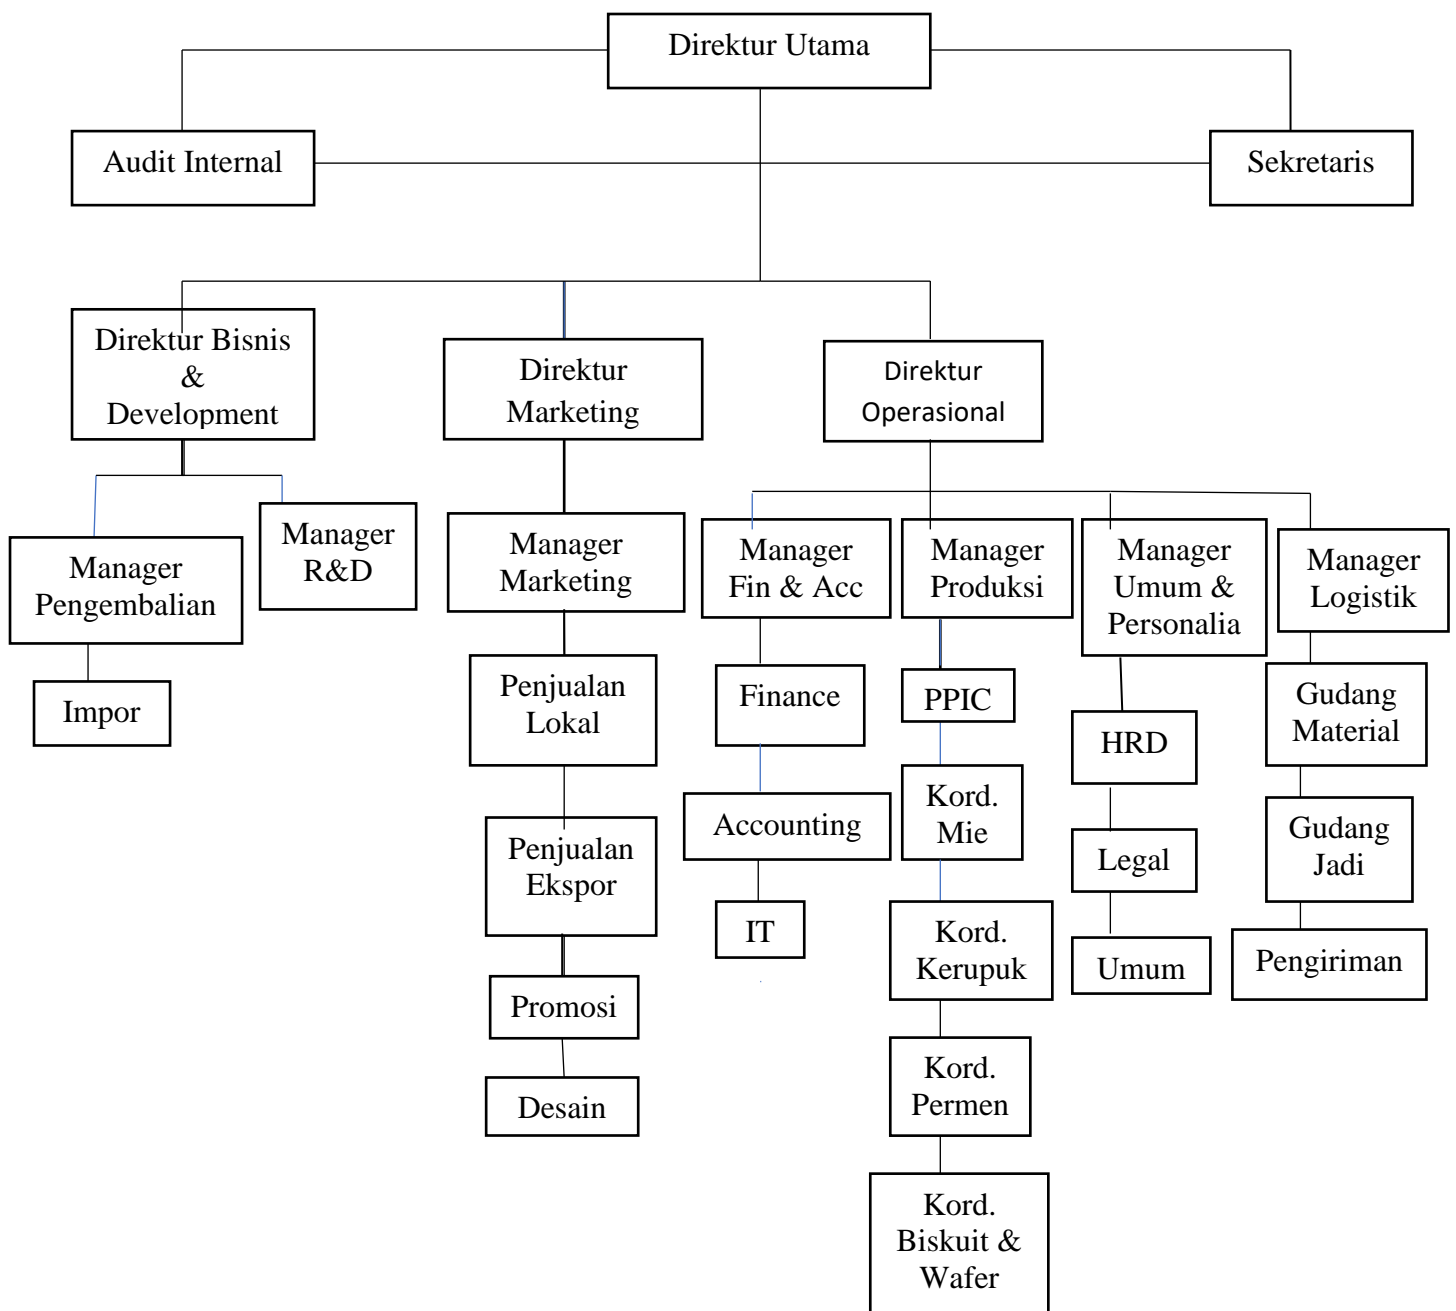 Direktur Utama
Audit Internal
Sekretaris
Direktur Bisnis
&
Development
Direktur
Marketing
Direktur
Operasional
Manager
Pengembalian
Manager
R&D
Manager
Marketing
Manager
Fin & Acc
Manager
Produksi
Manager
Umum &
Personalia
Manager
Logistik
Impor
Penjualan
Lokal
Finance
PPIC
HRD
Gudang
Material
Penjualan
Ekspor
Accounting
Kord.
Mie
Legal
Gudang
Jadi
Promosi
IT
Kord.
Kerupuk
Umum
Pengiriman
Desain
Kord.
Permen
Kord.
Biskuit &
Wafer